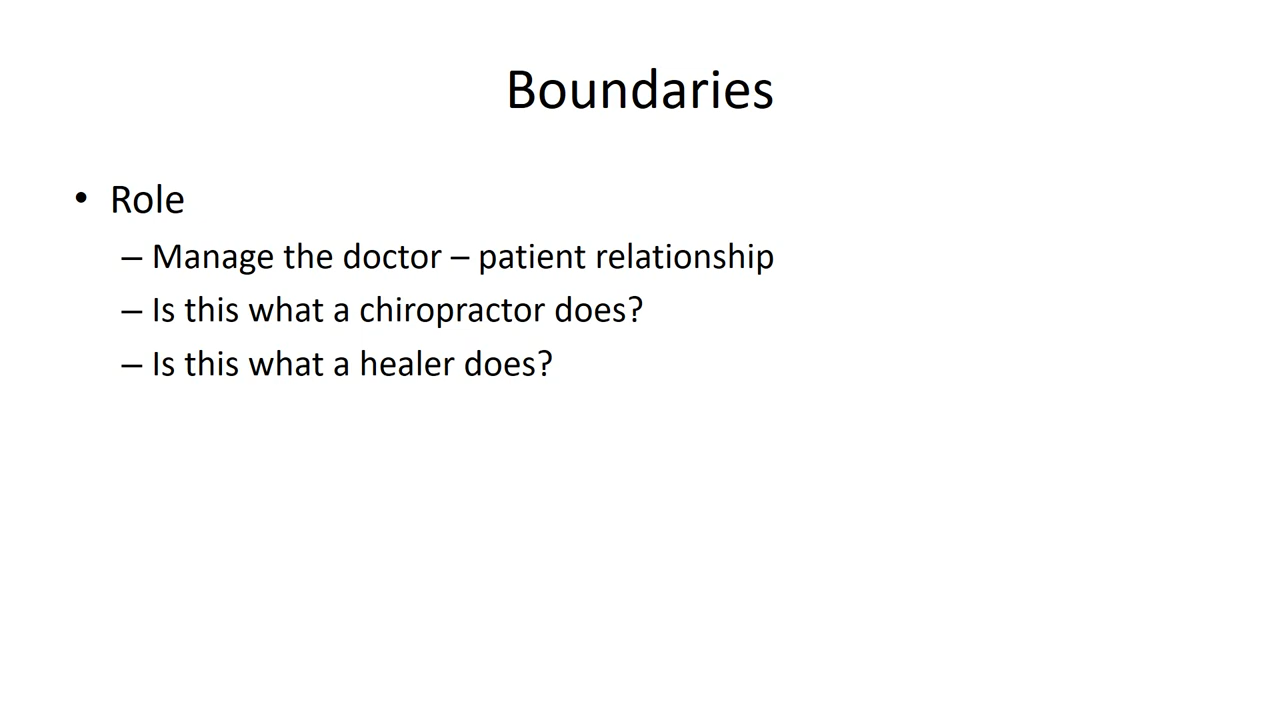 Boundaries
• Role
– Manage the doctor – patient relationship
– Is this what a chiropractor does?
– Is this what a healer does?